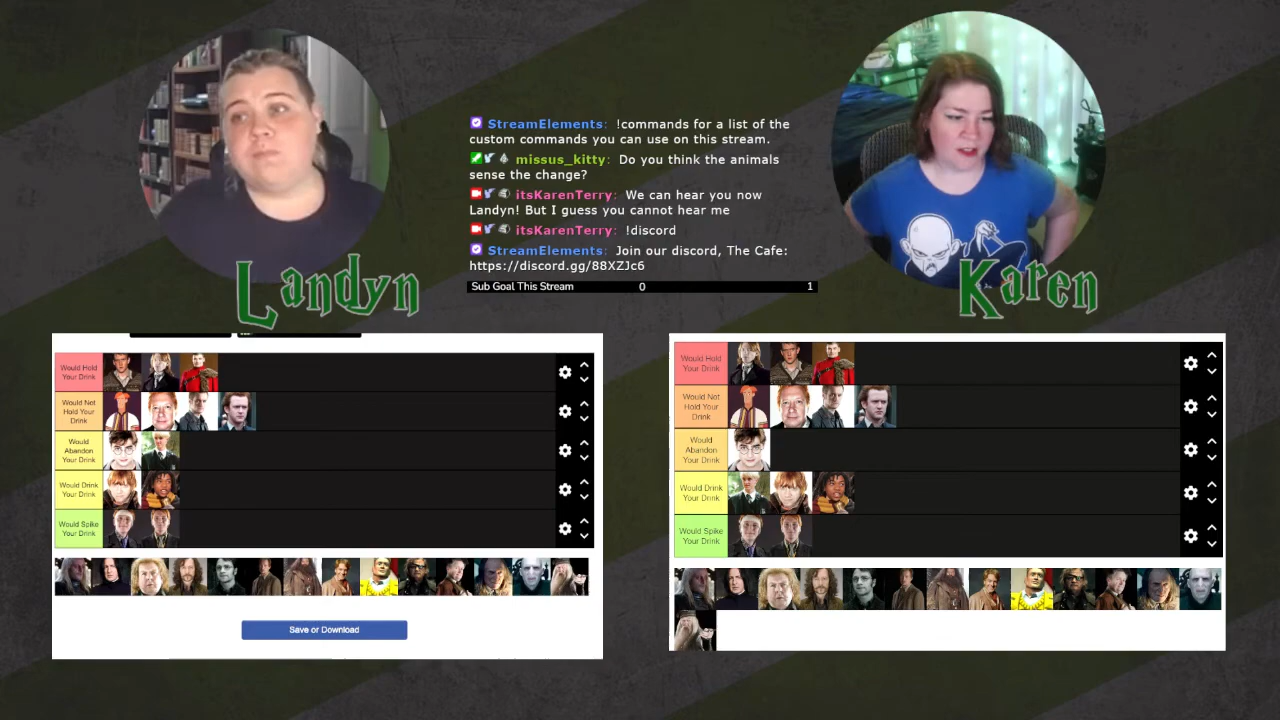 StreamElements: !commands for a list of the
custom commands you can use on this stream.
missus_kitty: Do you think the animals
sense the change?
itsKarenTerry: We can hear you now
Landyn! But I guess you cannot hear me
itsKarenTerry: !discord
StreamElements: Join our discord, The Cafe:
https://discord.gg/88XZJc6
Sub Goal This Stream 0 1
Landyn
Karen
Would Hold
Your Drink
Would Not
Hold Your
Drink
Would
Abandon
Your Drink
Would Drink
Your Drink
Would Spike
Your Drink
Save or Download
Would Hold
Your Drink
Would Not
Hold Your
Drink
Would
Abandon
Your Drink
Would Drink
Your Drink
Would Spike
Your Drink